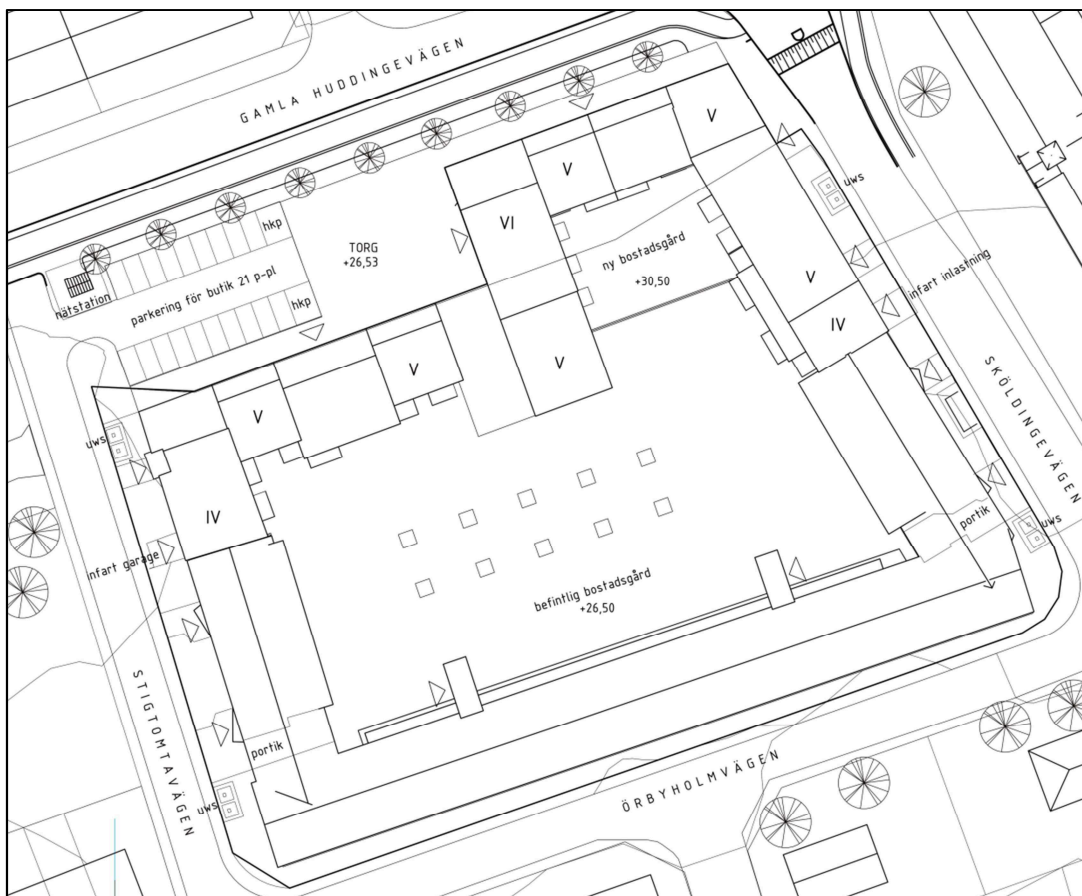 GAMLA HUDDINGEVÄGEN
V
V
uws
hkp
VI
TORG
+26,53
ny bostadsgård
+30,50
nätstation
parkering för butik 21 p-pl
hkp
V
infart inlastning
IV
V
V
V
SKÖLDINGEVÄGEN
uws
IV
portik
uws
infart garage
befintlig bostadsgård
+26,50
STIGTOMTAVÄGEN
portik
uws
ÖRBYHOLMVÄGEN